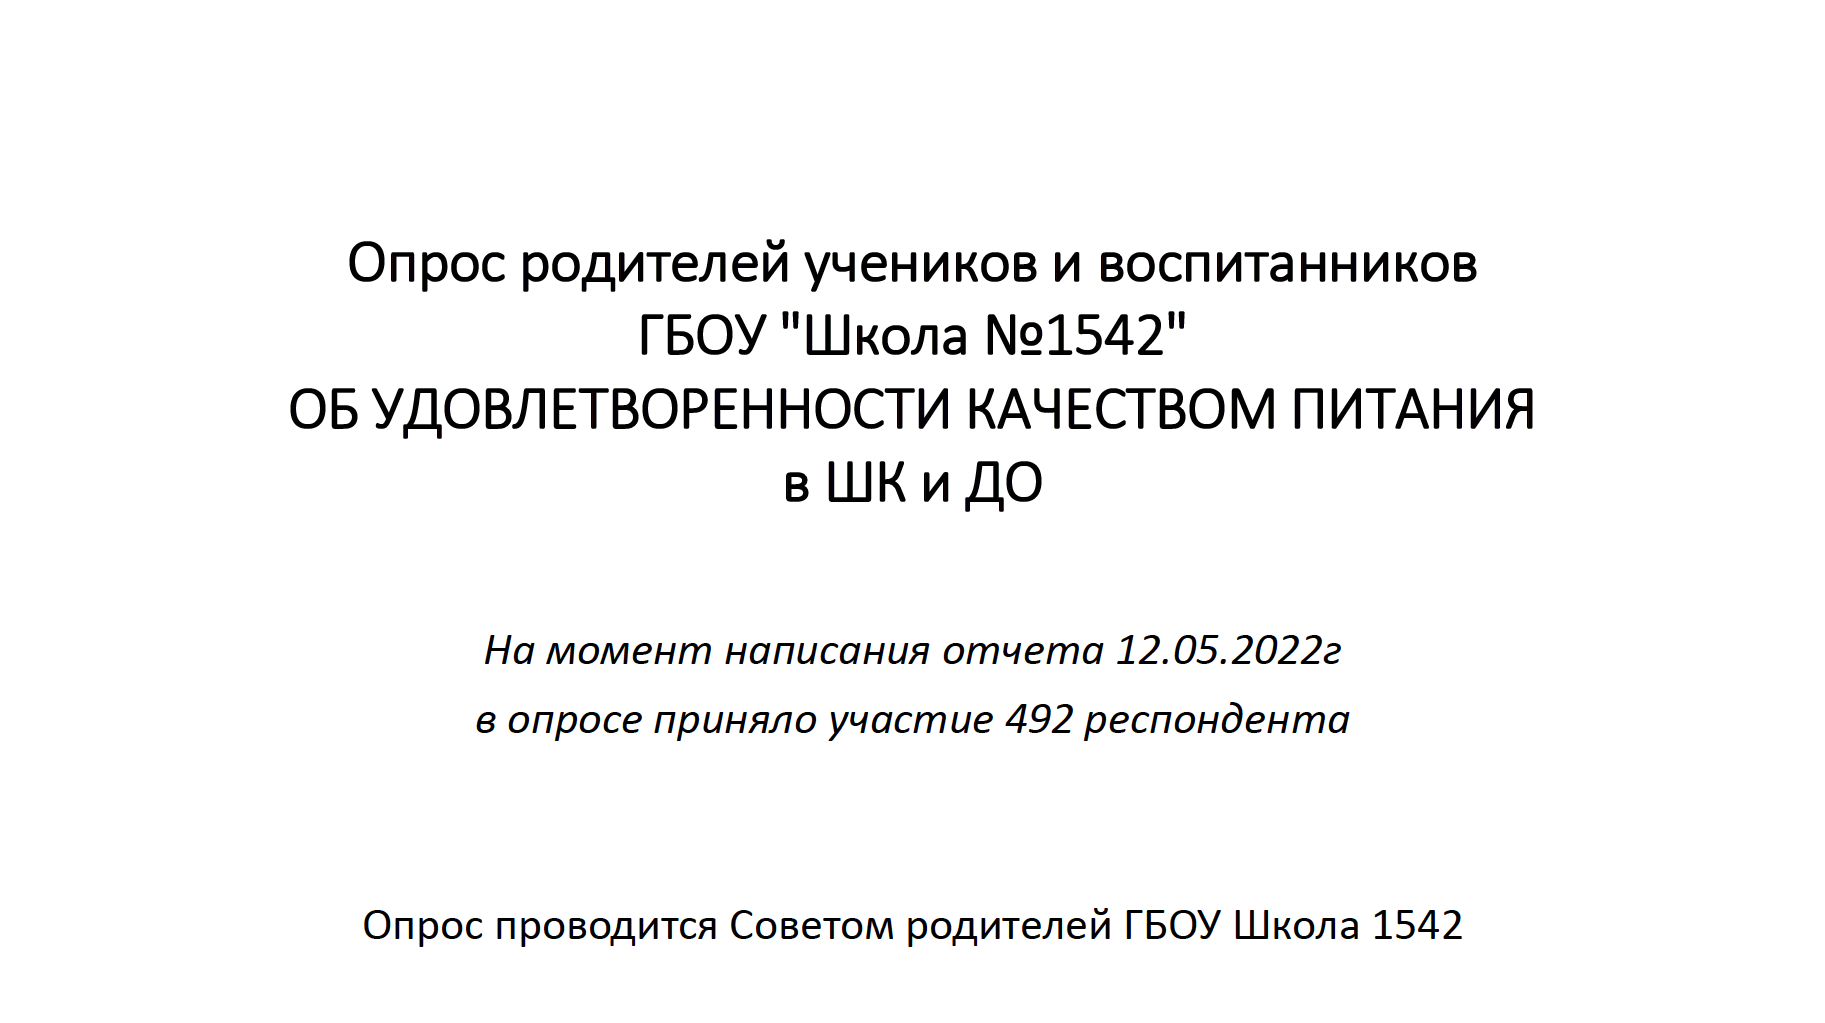 Опрос родителей учеников и воспитанников
ГБОУ "Школа №1542"
ОБ УДОВЛЕТВОРЕННОСТИ КАЧЕСТВОМ ПИТАНИЯ
в ШК и ДО
На момент написания отчета 12.05.2022г
в опросе приняло участие 492 респондента
Опрос проводится Советом родителей ГБОУ Школа 1542